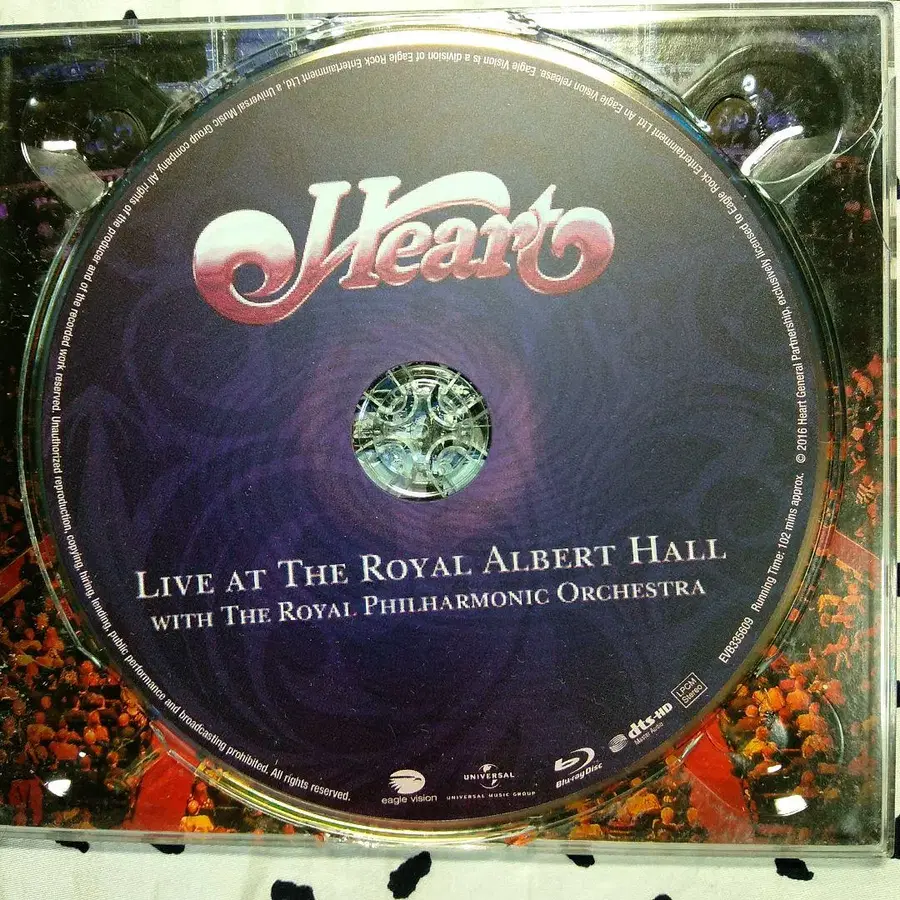 Heart
LIVE AT THE ROYAL ALBERT HALL
WITH THE ROYAL PHILHARMONIC ORCHESTRA
EVB335609 Running Time: 102 mins approx. © 2016 Heart General Partnership, exclusively licensed to Eagle Rock Entertainment Ltd. An Eagle Vision release. Eagle Vision is a division of Eagle Rock Entertainment Ltd, a Universal Music Group company. All rights of the producer and of the recorded work reserved. Unauthorized reproduction, copying, hiring, lending, public performance and broadcasting prohibited. All rights reserved.
eagle vision
UNIVERSAL
UNIVERSAL MUSIC GROUP
Blu-ray Disc
dts-HD
Master Audio
LPCM
Stereo